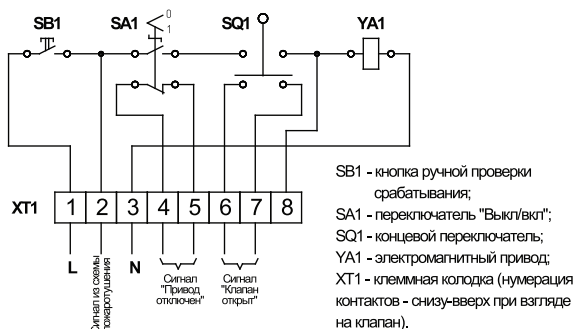 SB1 SA1 0 SQ1 YA1
1
XT1 1 2 3 4 5 6 7 8
L
Сигнал из схемы
пожаротушения
N
Сигнал
"Привод
отключен"
Сигнал
"Клапан
открыт"
SB1 - кнопка ручной проверки
срабатывания;
SA1 - переключатель "Выкл/вкл";
SQ1 - концевой переключатель;
YA1 - электромагнитный привод;
XT1 - клеммная колодка (нумерация
контактов - снизу-вверх при взгляде
на клапан).